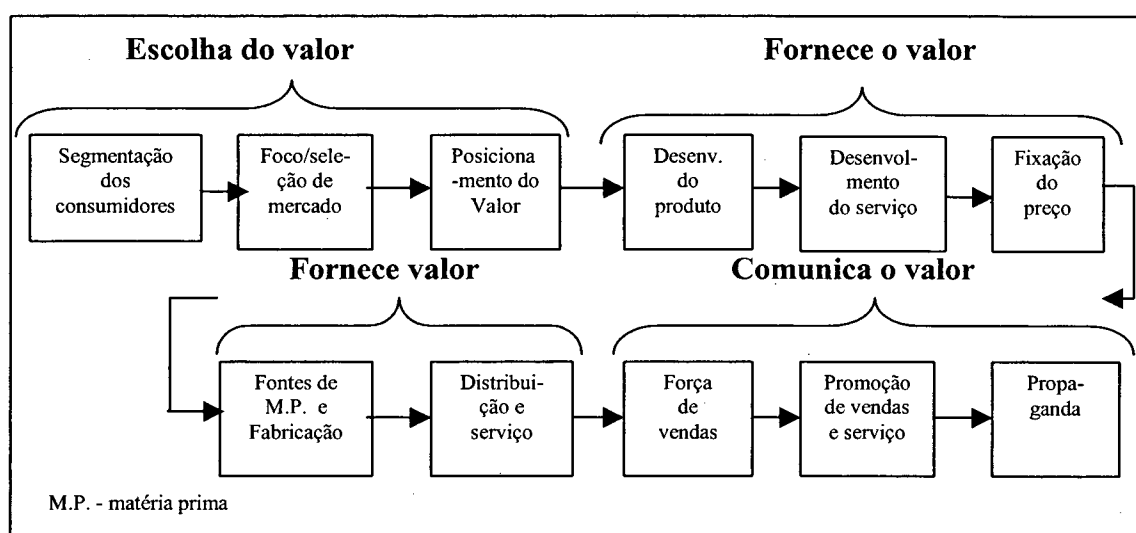 Escolha do valor
Fornece o valor
Segmentação
dos
consumidores
Foco/sele-
ção de
mercado
Posiciona
-mento do
Valor
Desenv.
do
produto
Desenvol-
mento
do serviço
Fixação
do
preço
Fornece valor
Comunica o valor
Fontes de
M.P. e
Fabricação
Distribui-
ção e
serviço
Força
de
vendas
Promoção
de vendas
e serviço
Propa-
ganda
M.P. - matéria prima